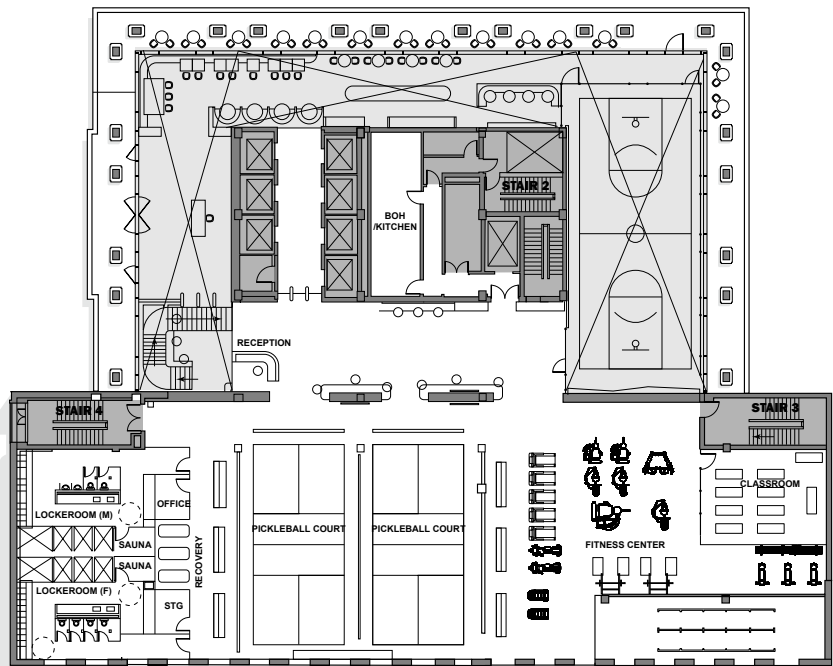 STAIR 2
BOH
/KITCHEN
RECEPTION
STAIR 4
STAIR 3
CLASSROOM
OFFICE
LOCKEROOM (M)
PICKLEBALL COURT
PICKLEBALL COURT
SAUNA
FITNESS CENTER
RECOVERY
SAUNA
LOCKEROOM (F)
STG